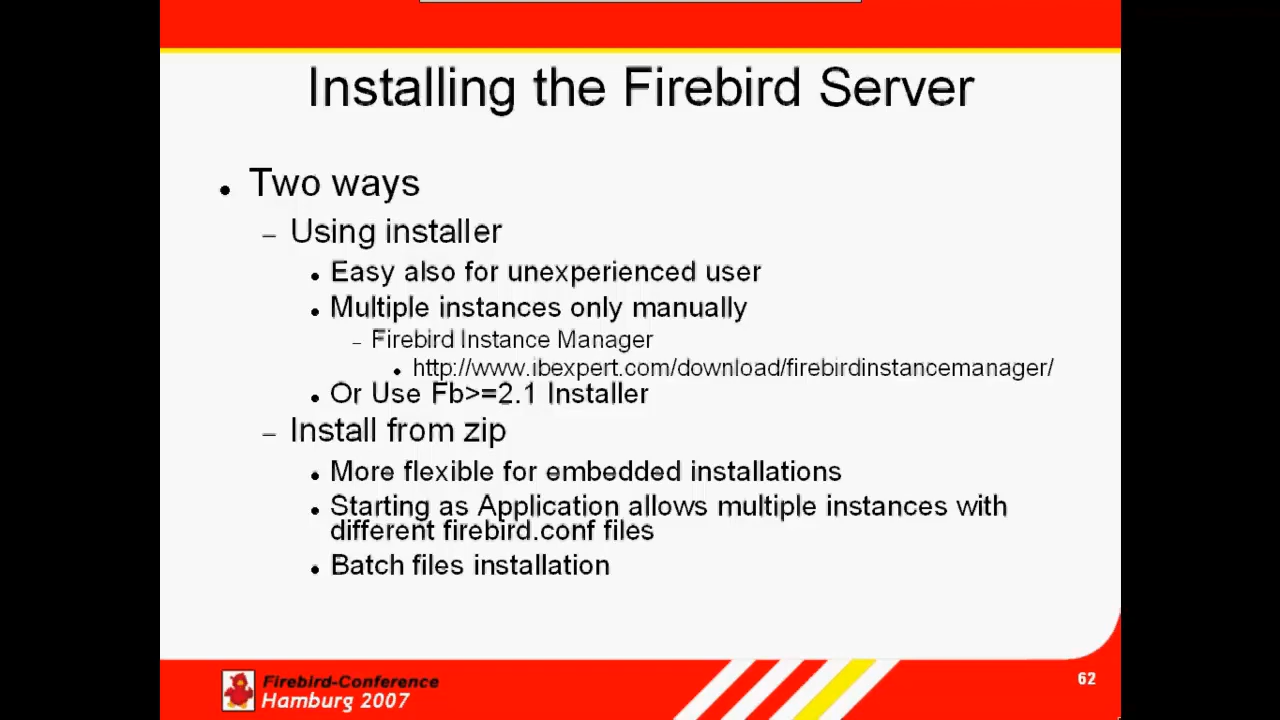 Installing the Firebird Server
• Two ways
– Using installer
• Easy also for unexperienced user
• Multiple instances only manually
– Firebird Instance Manager
• http://www.ibexpert.com/download/firebirdinstancemanager/
• Or Use Fb>=2.1 Installer
– Install from zip
• More flexible for embedded installations
• Starting as Application allows multiple instances with
different firebird.conf files
• Batch files installation
Firebird-Conference
Hamburg 2007
62